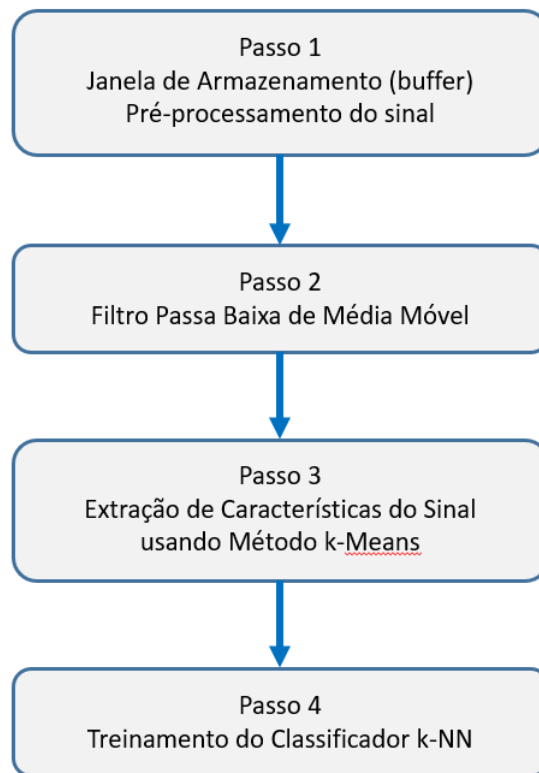 Passo 1
Janela de Armazenamento (buffer)
Pré-processamento do sinal
Passo 2
Filtro Passa Baixa de Média Móvel
Passo 3
Extração de Características do Sinal
usando Método k-Means
Passo 4
Treinamento do Classificador k-NN